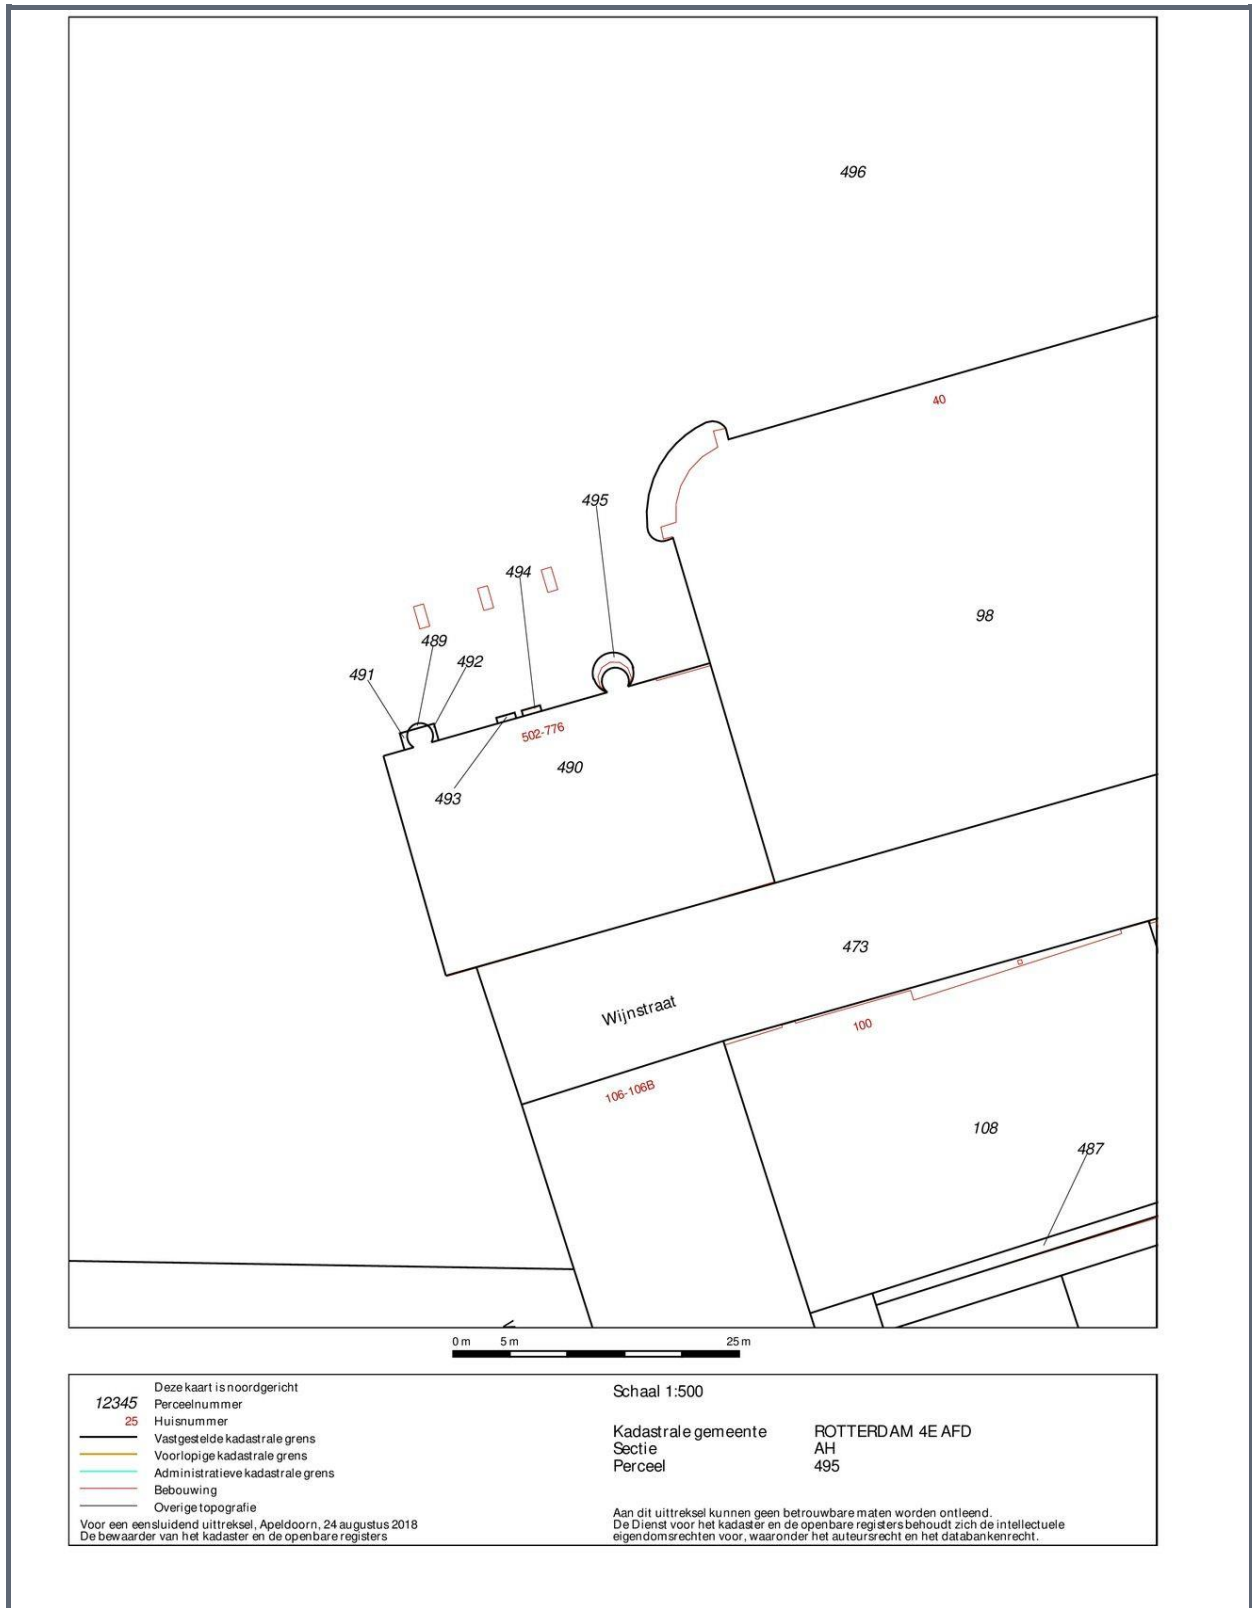 496
40
495
494
489
492
491
98
502-776
490
493
473
Wijnstraat
100
106-106B
108
487
0 m 5 m 25 m
Deze kaart is noordgericht
12345 Perceelnummer
25 Huisnummer
Vastgestelde kadastrale grens
Voorlopige kadastrale grens
Administratieve kadastrale grens
Bebouwing
Overige topografie
Voor een eensluidend uittreksel, Apeldoorn, 24 augustus 2018
De bewaarder van het kadaster en de openbare registers
Schaal 1:500
Kadastrale gemeente ROTTERDAM 4E AFD
Sectie AH
Perceel 495
Aan dit uittreksel kunnen geen betrouwbare maten worden ontleend.
De Dienst voor het kadaster en de openbare registers behoudt zich de intellectuele
eigendomsrechten voor, waaronder het auteursrecht en het databankenrecht.